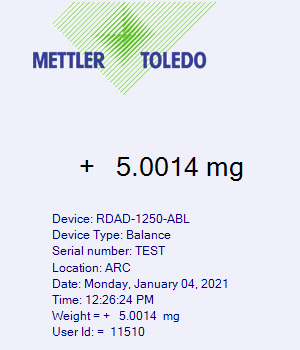 METTLER TOLEDO
+ 5.0014 mg
Device: RDAD-1250-ABL
Device Type: Balance
Serial number: TEST
Location: ARC
Date: Monday, January 04, 2021
Time: 12:26:24 PM
Weight = + 5.0014 mg
User Id: = 11510